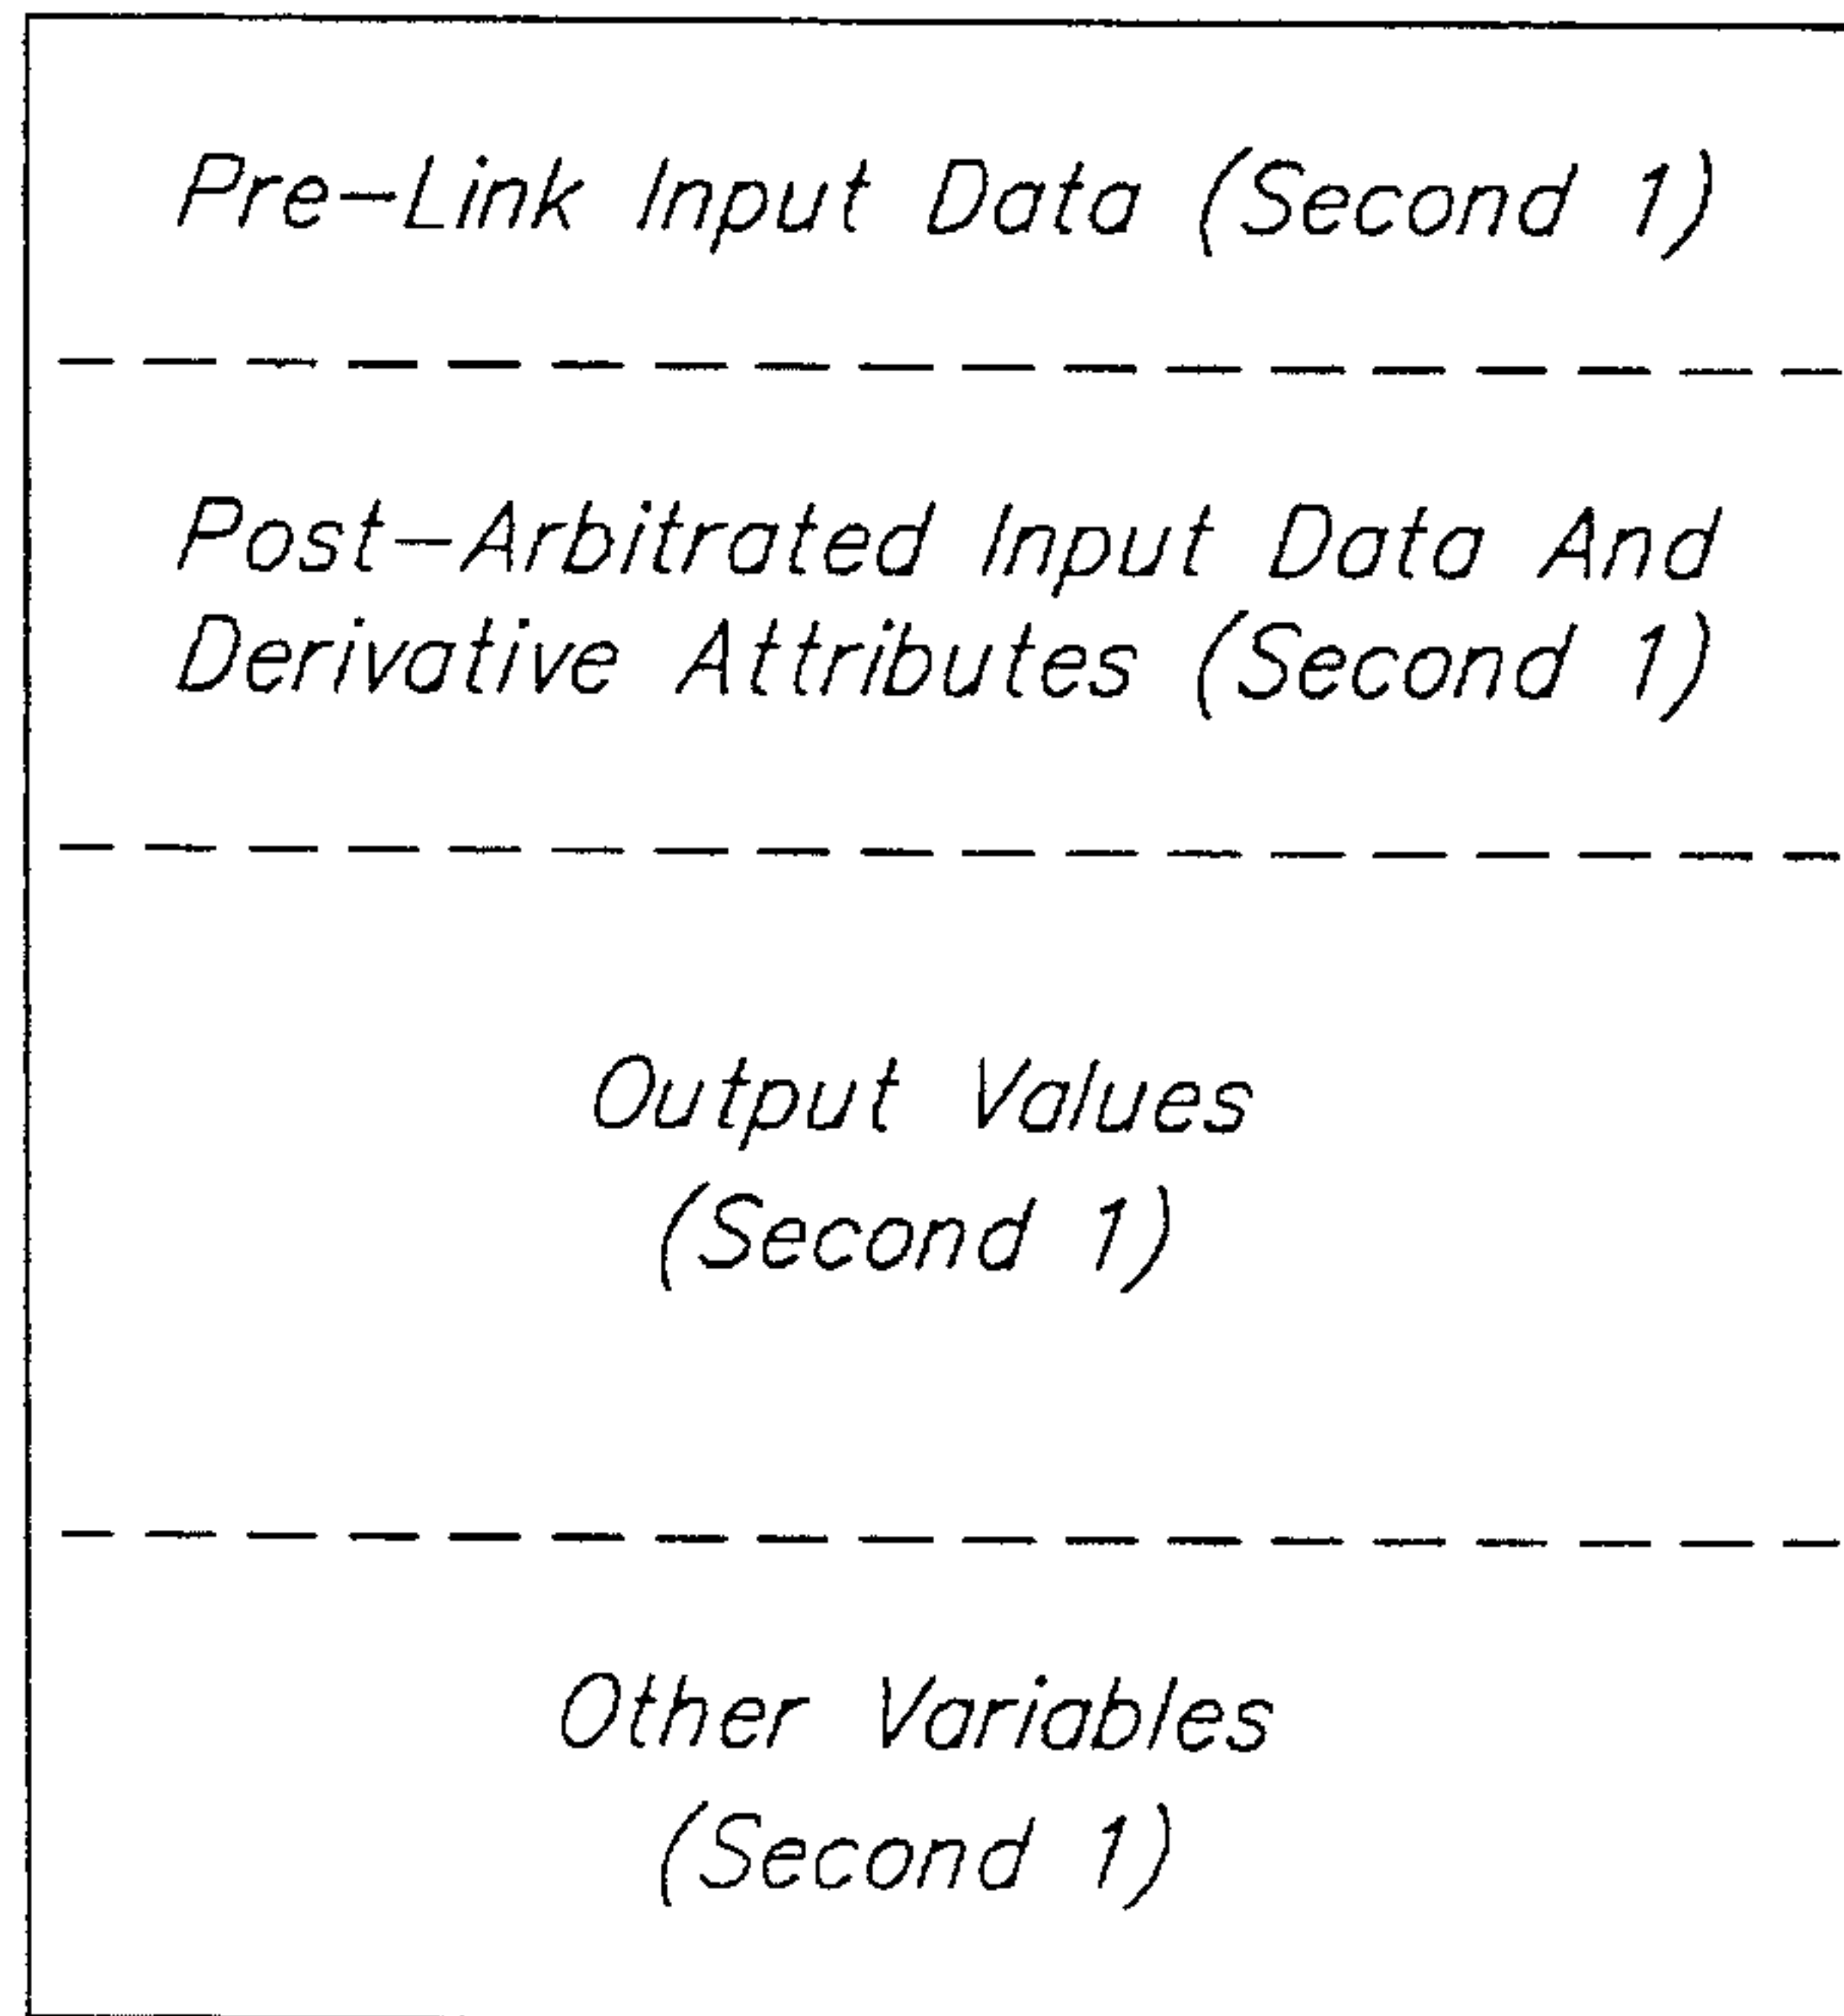 Pre-Link Input Data (Second 1)
Post-Arbitrated Input Data And
Derivative Attributes (Second 1)
Output Values
(Second 1)
Other Variables
(Second 1)